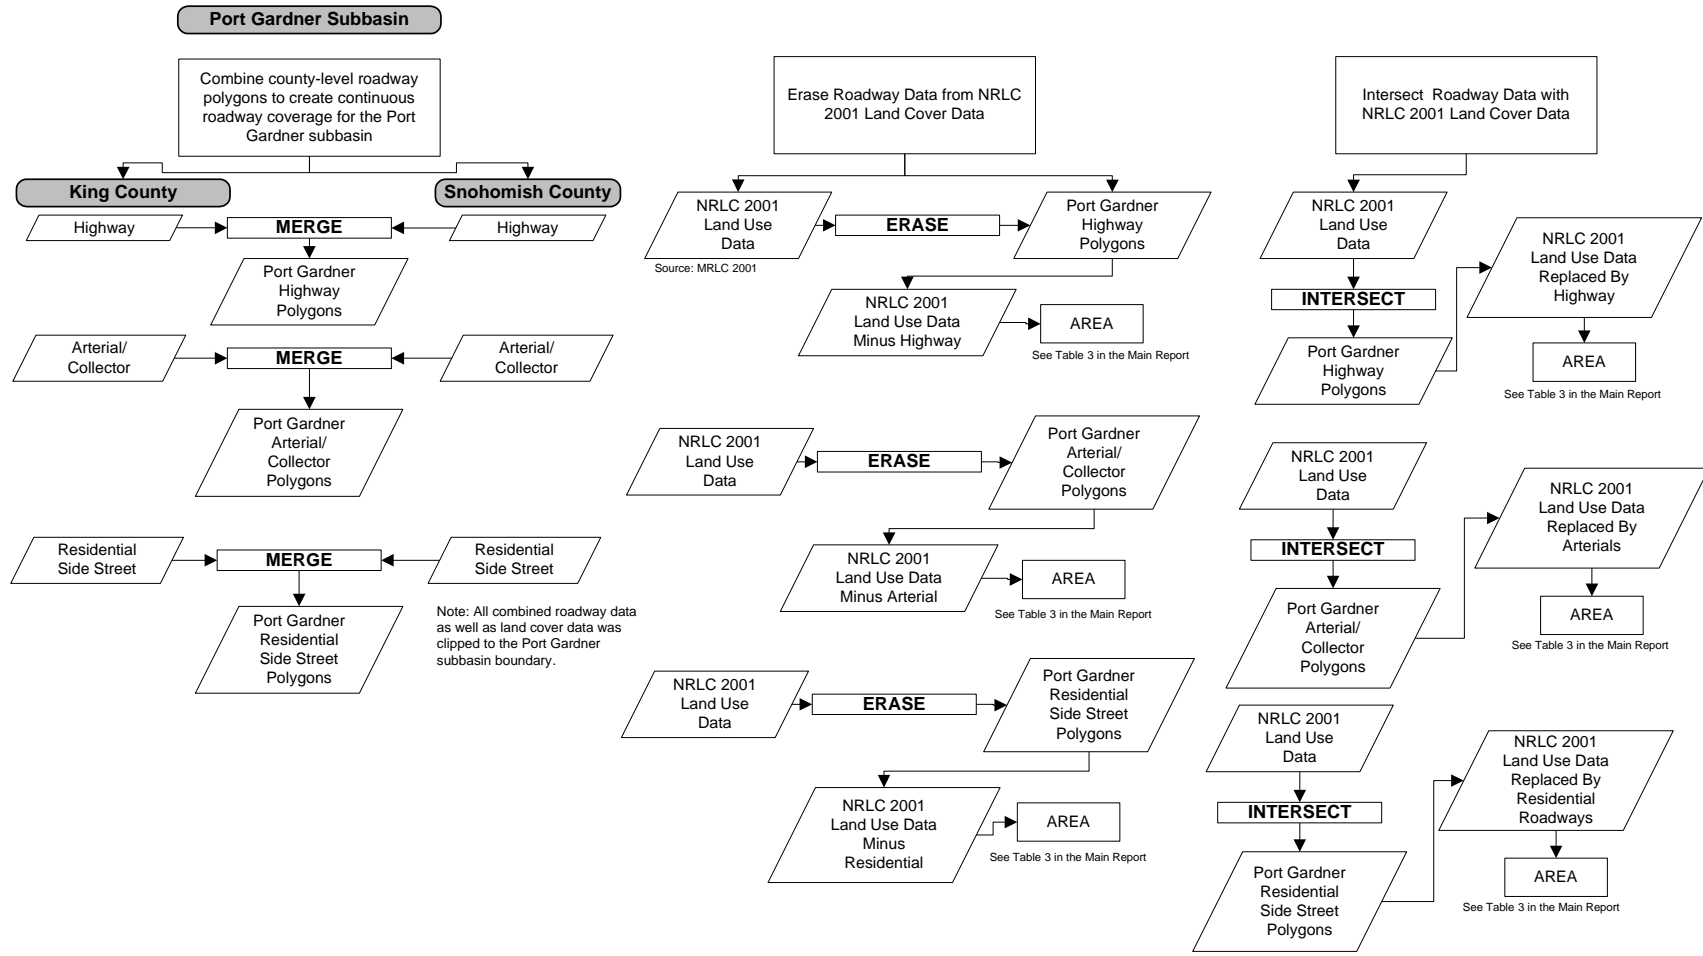 Port Gardner Subbasin
Combine county-level roadway
polygons to create continuous
roadway coverage for the Port
Gardner subbasin
King County
Snohomish County
Highway
MERGE
Highway
Port Gardner
Highway
Polygons
Arterial/
Collector
MERGE
Arterial/
Collector
Port Gardner
Arterial/
Collector
Polygons
Residential
Side Street
MERGE
Residential
Side Street
Port Gardner
Residential
Side Street
Polygons
Note: All combined roadway data
as well as land cover data was
clipped to the Port Gardner
subbasin boundary.
Erase Roadway Data from NRLC
2001 Land Cover Data
NRLC 2001
Land Use
Data
Source: MRLC 2001
ERASE
Port Gardner
Highway
Polygons
NRLC 2001
Land Use Data
Minus Highway
AREA
See Table 3 in the Main Report
NRLC 2001
Land Use
Data
ERASE
Port Gardner
Arterial/
Collector
Polygons
NRLC 2001
Land Use Data
Minus Arterial
AREA
See Table 3 in the Main Report
NRLC 2001
Land Use
Data
ERASE
Port Gardner
Residential
Side Street
Polygons
NRLC 2001
Land Use Data
Minus
Residential
AREA
See Table 3 in the Main Report
Intersect Roadway Data with
NRLC 2001 Land Cover Data
NRLC 2001
Land Use
Data
INTERSECT
Port Gardner
Highway
Polygons
NRLC 2001
Land Use Data
Replaced By
Highway
AREA
See Table 3 in the Main Report
NRLC 2001
Land Use
Data
INTERSECT
Port Gardner
Arterial/
Collector
Polygons
NRLC 2001
Land Use Data
Replaced By
Arterials
AREA
See Table 3 in the Main Report
NRLC 2001
Land Use
Data
INTERSECT
Port Gardner
Residential
Side Street
Polygons
NRLC 2001
Land Use Data
Replaced By
Residential
Roadways
AREA
See Table 3 in the Main Report